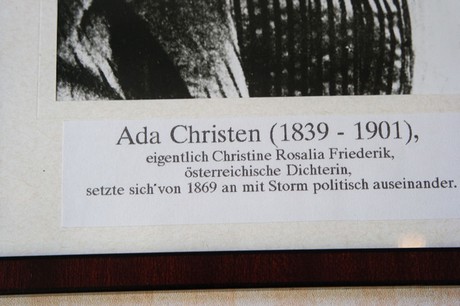 Ada Christen (1839 - 1901),
eigentlich Christine Rosalia Friederik,
österreichische Dichterin,
setzte sich von 1869 an mit Storm politisch auseinander.